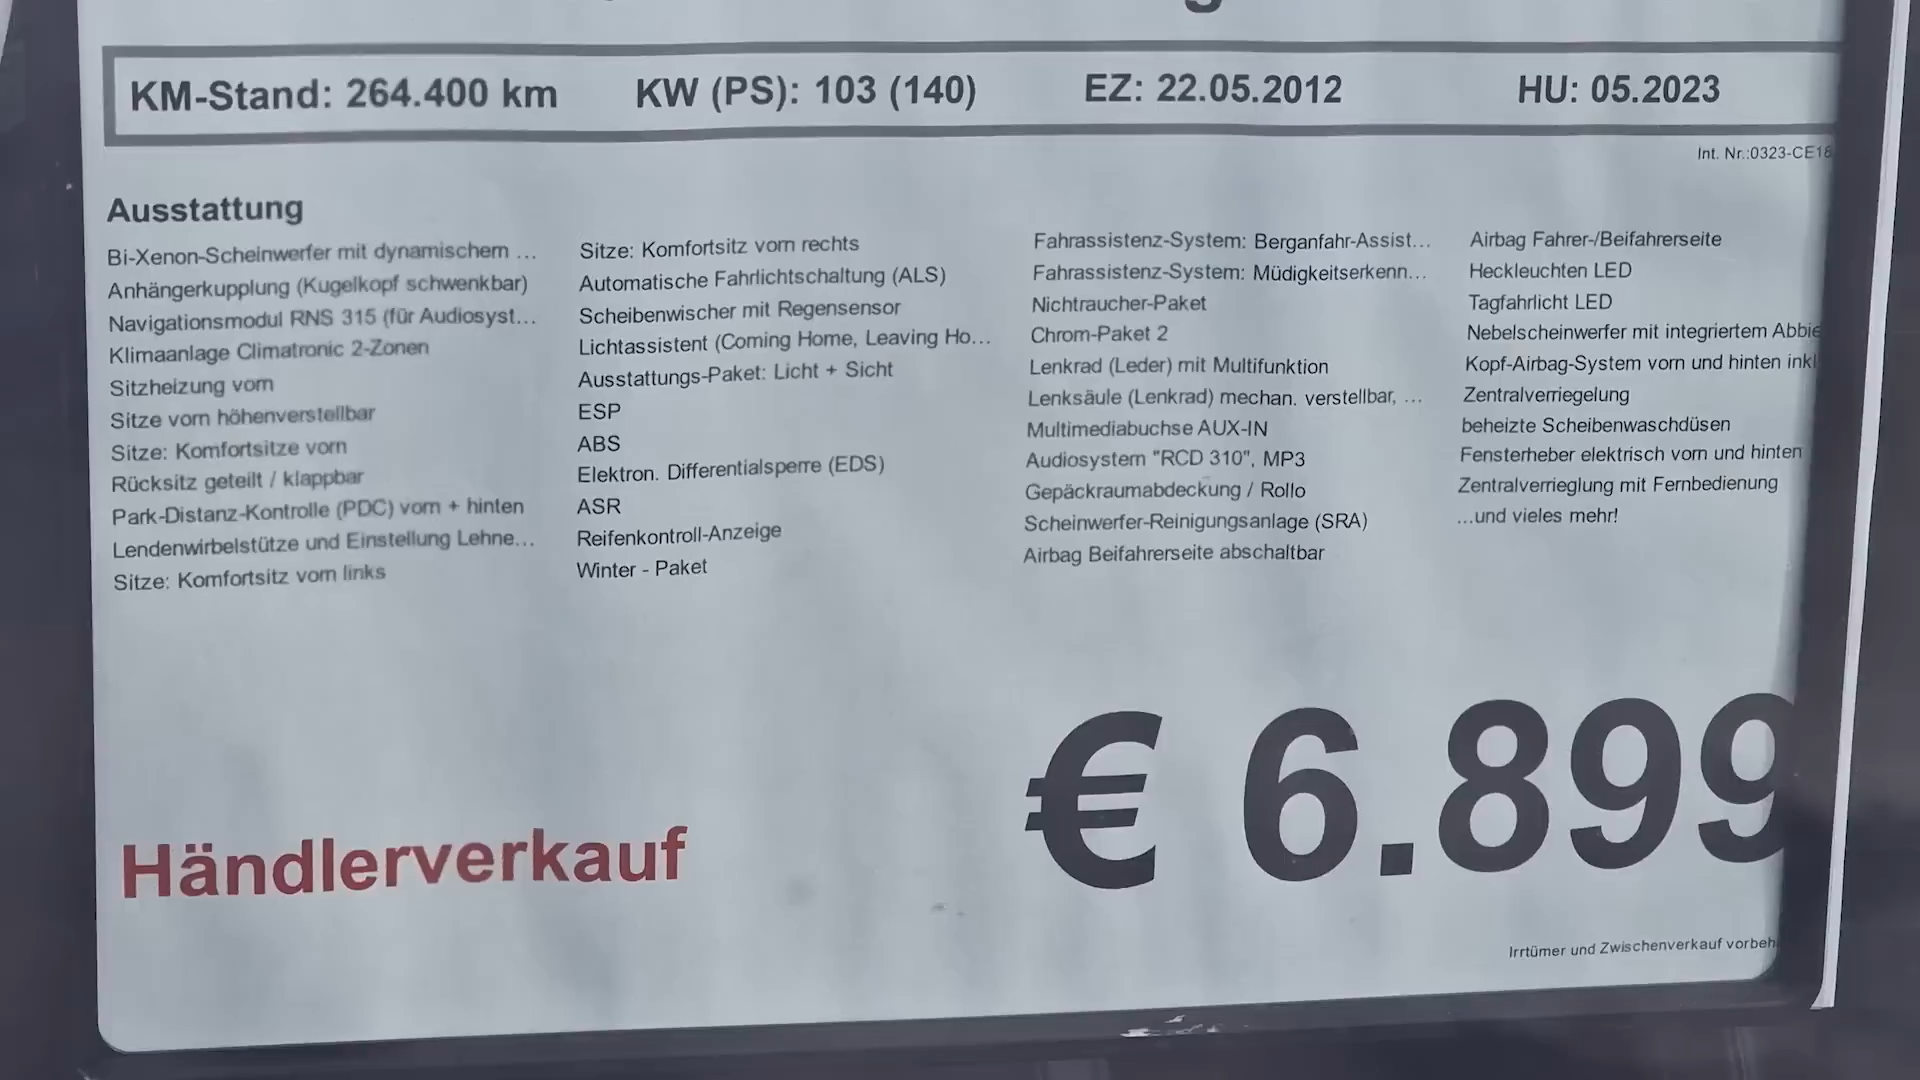 KM-Stand: 264.400 km KW (PS): 103 (140) EZ: 22.05.2012 HU: 05.2023
Int. Nr.:0323-CE18
Ausstattung
Bi-Xenon-Scheinwerfer mit dynamischem ...
Anhängerkupplung (Kugelkopf schwenkbar)
Navigationsmodul RNS 315 (für Audiosyst...
Klimaanlage Climatronic 2-Zonen
Sitzheizung vorn
Sitze vorn höhenverstellbar
Sitze: Komfortsitze vorn
Rücksitz geteilt / klappbar
Park-Distanz-Kontrolle (PDC) vorn + hinten
Lendenwirbelstütze und Einstellung Lehne...
Sitze: Komfortsitz vorn links
Sitze: Komfortsitz vorn rechts
Automatische Fahrlichtschaltung (ALS)
Scheibenwischer mit Regensensor
Lichtassistent (Coming Home, Leaving Ho...
Ausstattungs-Paket: Licht + Sicht
ESP
ABS
Elektron. Differentialsperre (EDS)
ASR
Reifenkontroll-Anzeige
Winter - Paket
Fahrassistenz-System: Berganfahr-Assist...
Fahrassistenz-System: Müdigkeitserkenn...
Nichtraucher-Paket
Chrom-Paket 2
Lenkrad (Leder) mit Multifunktion
Lenksäule (Lenkrad) mechan. verstellbar, ...
Multimediabuchse AUX-IN
Audiosystem "RCD 310", MP3
Gepäckraumabdeckung / Rollo
Scheinwerfer-Reinigungsanlage (SRA)
Airbag Beifahrerseite abschaltbar
Airbag Fahrer-/Beifahrerseite
Heckleuchten LED
Tagfahrlicht LED
Nebelscheinwerfer mit integriertem Abbie
Kopf-Airbag-System vorn und hinten inkl
Zentralverriegelung
beheizte Scheibenwaschdüsen
Fensterheber elektrisch vorn und hinten
Zentralverrieglung mit Fernbedienung
...und vieles mehr!
€ 6.899
Händlerverkauf
Irrtümer und Zwischenverkauf vorbeh